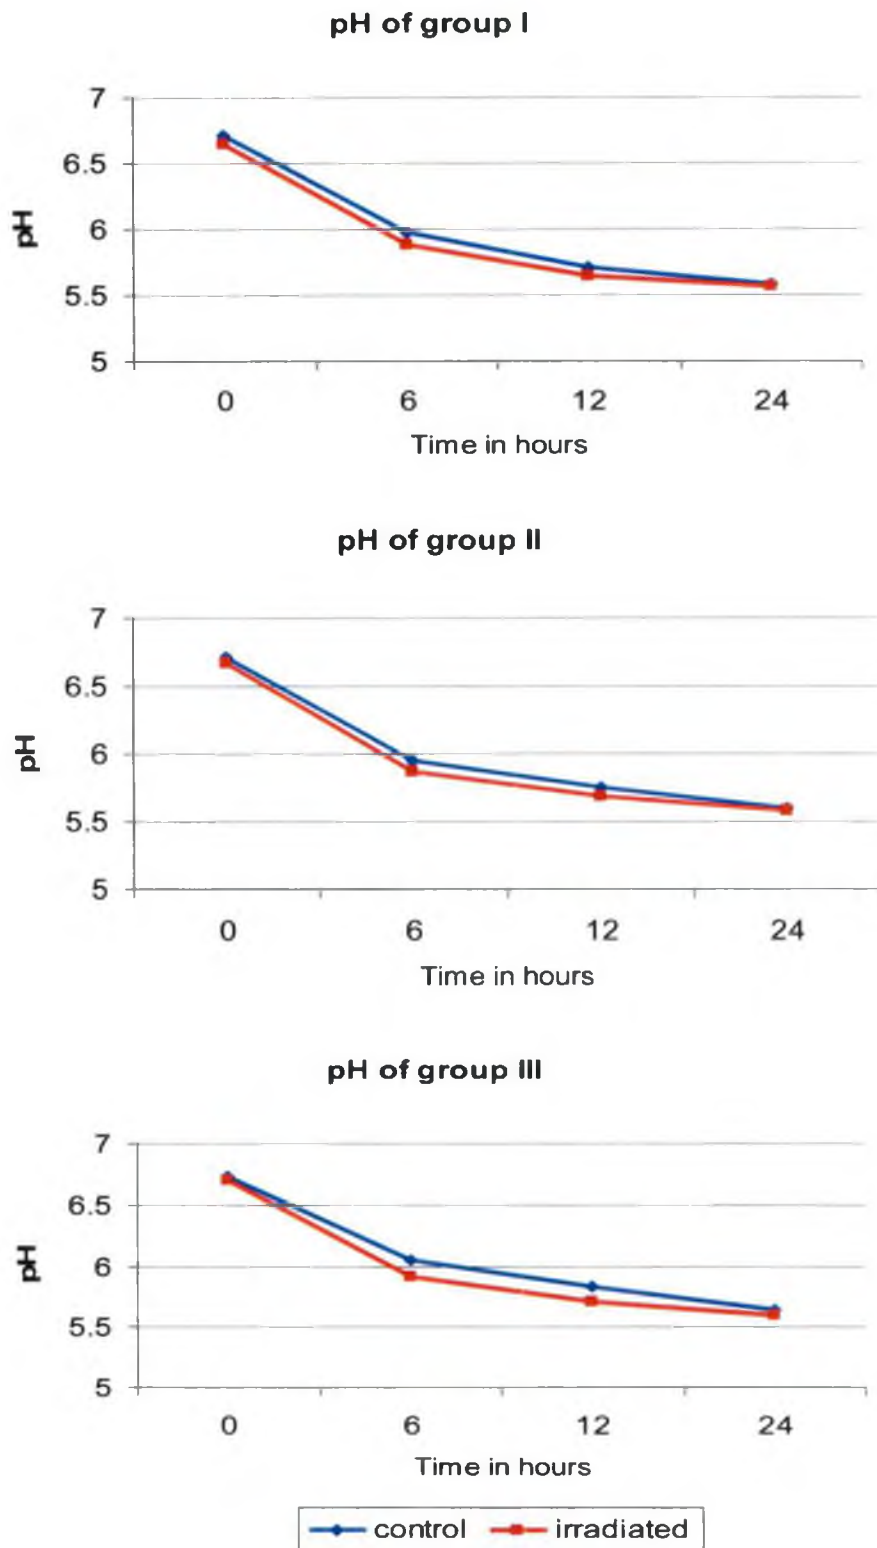 pH of group I
7
6.5
6
5.5
5
pH
0 6 12 24
Time in hours
pH of group II
7
6.5
6
5.5
5
pH
0 6 12 24
Time in hours
pH of group III
7
6.5
6
5.5
5
pH
0 6 12 24
Time in hours
control irradiated